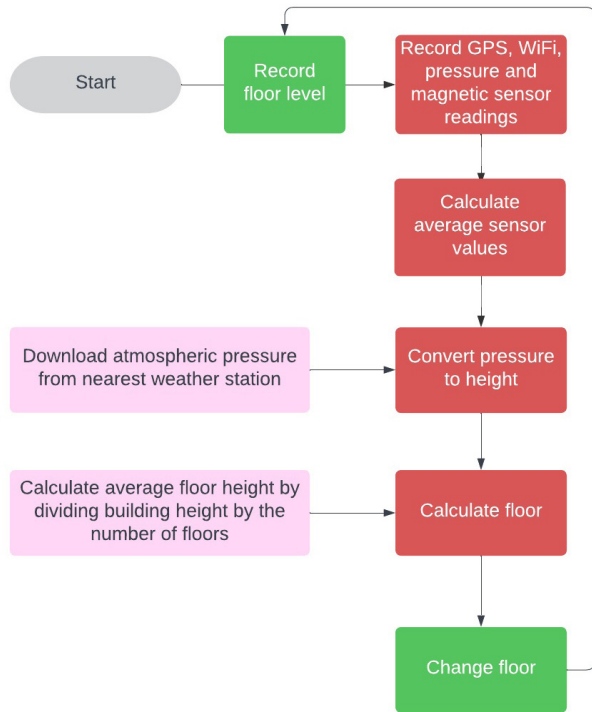 Start
Record
floor level
Record GPS, WiFi,
pressure and
magnetic sensor
readings
Calculate
average sensor
values
Download atmospheric pressure
from nearest weather station
Convert pressure
to height
Calculate average floor height by
dividing building height by the
number of floors
Calculate floor
Change floor